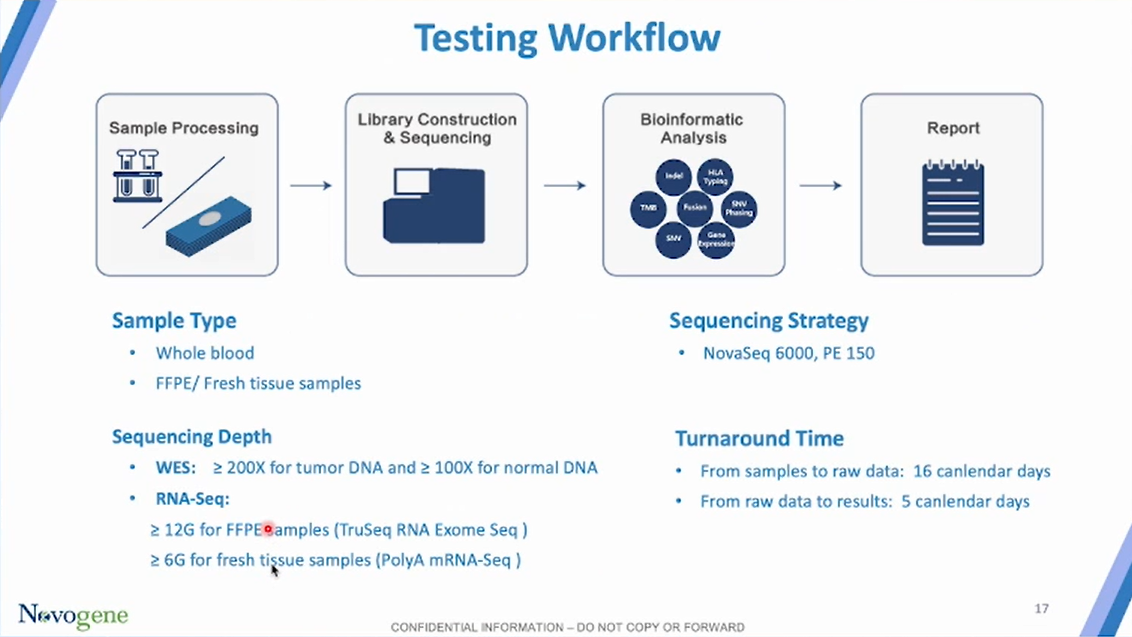 Testing Workflow
Sample Processing
Library Construction
& Sequencing
Bioinformatic
Analysis
Indel
HLA
Typing
TMB
Fusion
SNV
Phasing
SNV
Gene
Expression
Report
Sample Type
• Whole blood
• FFPE/ Fresh tissue samples
Sequencing Strategy
• NovaSeq 6000, PE 150
Sequencing Depth
• WES: ≥ 200X for tumor DNA and ≥ 100X for normal DNA
• RNA-Seq:
≥ 12G for FFPE samples (TruSeq RNA Exome Seq )
≥ 6G for fresh tissue samples (PolyA mRNA-Seq )
Turnaround Time
• From samples to raw data: 16 canlendar days
• From raw data to results: 5 canlendar days
Novogene
CONFIDENTIAL INFORMATION – DO NOT COPY OR FORWARD
17